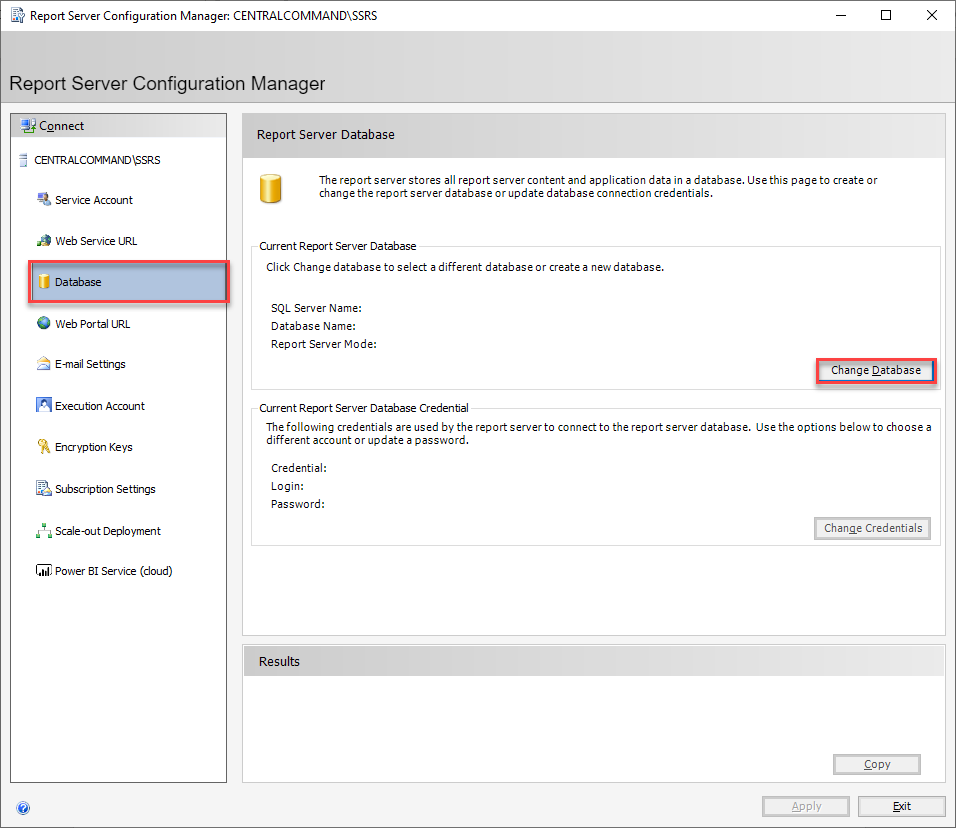 Report Server Configuration Manager: CENTRALCOMMAND\SSRS
Report Server Configuration Manager
Connect
CENTRALCOMMAND\SSRS
Service Account
Web Service URL
Database
Web Portal URL
E-mail Settings
Execution Account
Encryption Keys
Subscription Settings
Scale-out Deployment
Power BI Service (cloud)
Report Server Database
The report server stores all report server content and application data in a database. Use this page to create or
change the report server database or update database connection credentials.
Current Report Server Database
Click Change database to select a different database or create a new database.
SQL Server Name:
Database Name:
Report Server Mode:
Change Database
Current Report Server Database Credential
The following credentials are used by the report server to connect to the report server database.  Use the options below to choose a
different account or update a password.
Credential:
Login:
Password:
Change Credentials
Results
Copy
Apply
Exit